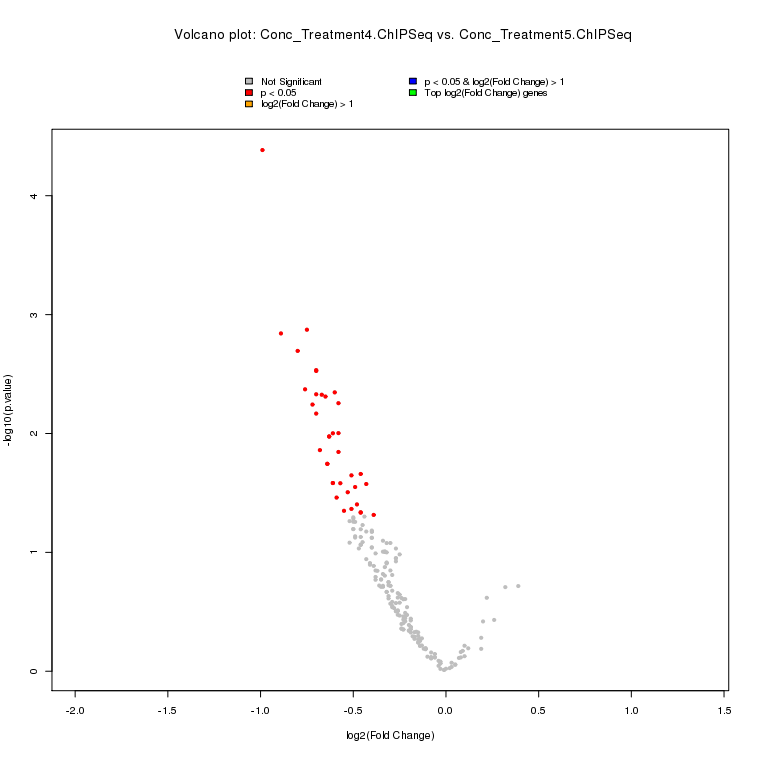 Volcano plot: Conc_Treatment4.ChIPSeq vs. Conc_Treatment5.ChIPSeq
Not Significant
p < 0.05
log2(Fold Change) > 1
p < 0.05 & log2(Fold Change) > 1
Top log2(Fold Change) genes
-log10(p.value)
4
3
2
1
0
-2.0 -1.5 -1.0 -0.5 0.0 0.5 1.0 1.5
log2(Fold Change)